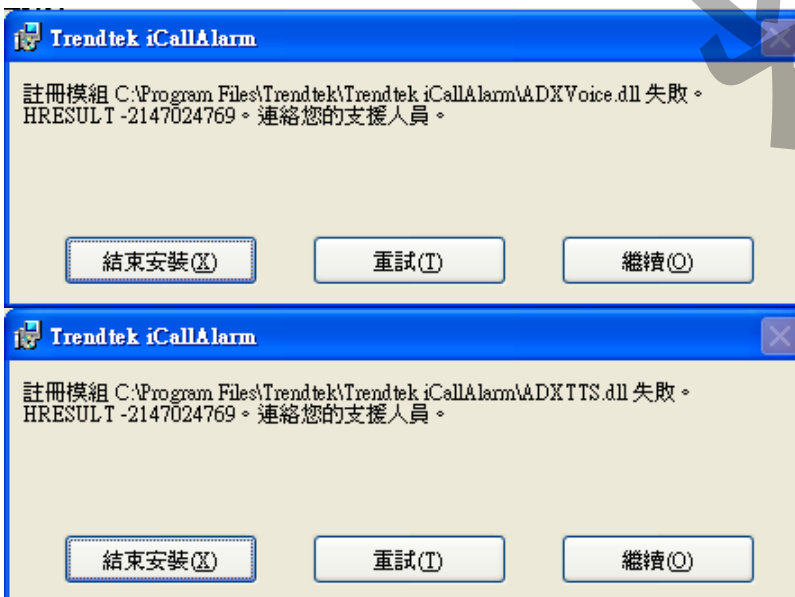 Trendtek iCallAlarm
註冊模組 C:\Program Files\Trendtek\Trendtek iCallAlarm\ADXVoice.dll 失敗。
HRESULT -2147024769。連絡您的支援人員。
結束安裝(X) 重試(T) 繼續(O)
Trendtek iCallAlarm
註冊模組 C:\Program Files\Trendtek\Trendtek iCallAlarm\ADXTTS.dll 失敗。
HRESULT -2147024769。連絡您的支援人員。
結束安裝(X) 重試(T) 繼續(O)